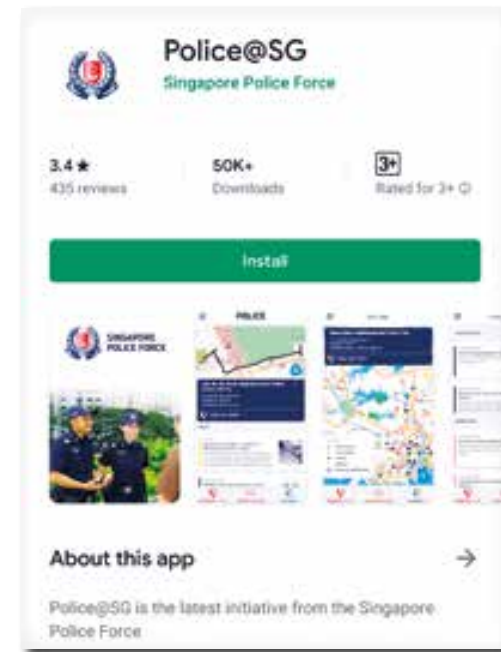 Police@SG
Singapore Police Force
3.4★
435 reviews
50K+
Downloads
3+
Rated for 3+
Install
SINGAPORE
POLICE FORCE
POLICE
About this app
Police@SG is the latest initiative from the Singapore
Police Force